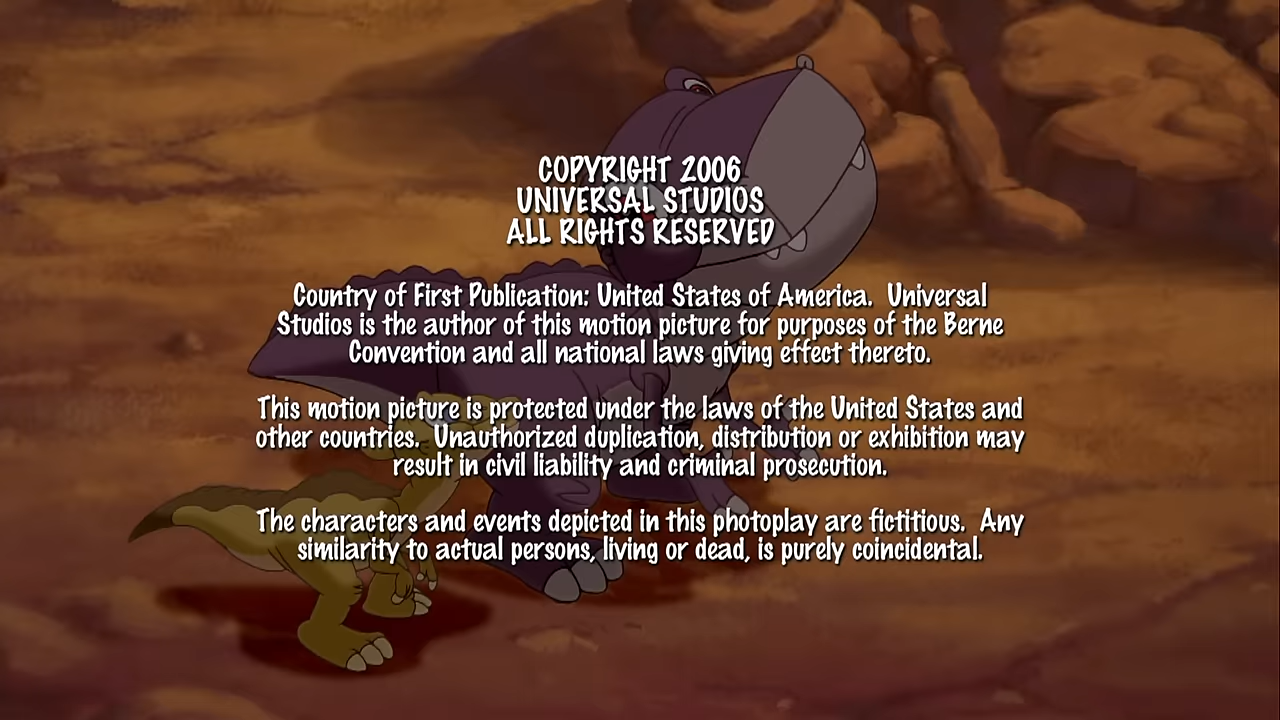 COPYRIGHT 2006
UNIVERSAL STUDIOS
ALL RIGHTS RESERVED
Country of First Publication: United States of America.  Universal
Studios is the author of this motion picture for purposes of the Berne
Convention and all national laws giving effect thereto.
This motion picture is protected under the laws of the United States and
other countries.  Unauthorized duplication, distribution or exhibition may
result in civil liability and criminal prosecution.
The characters and events depicted in this photoplay are fictitious.  Any
similarity to actual persons, living or dead, is purely coincidental.